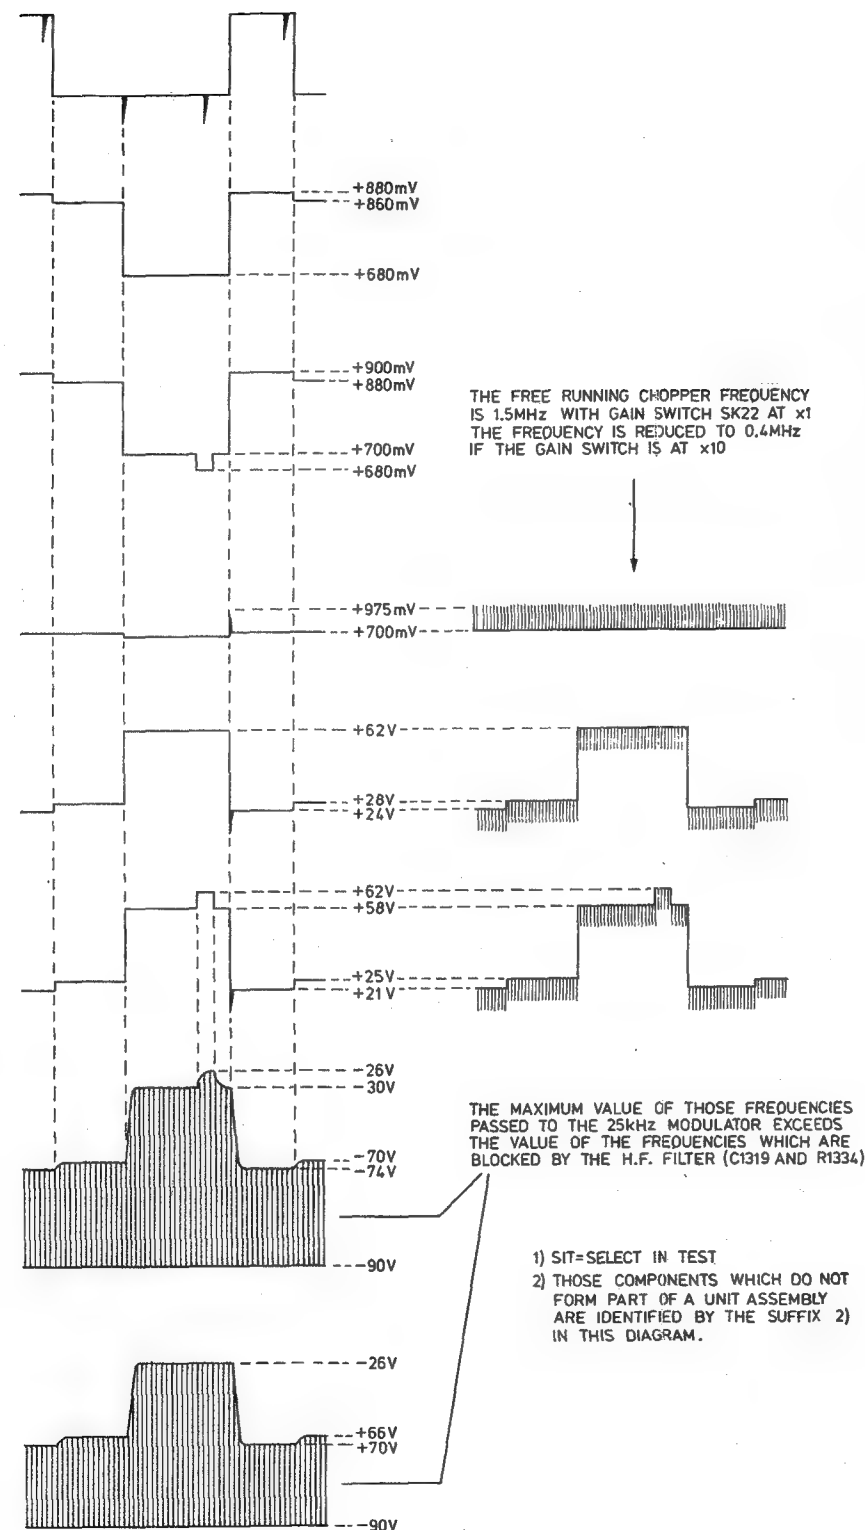 +880mV
+860mV
+680mV
+900mV
+880mV
+700mV
+680mV
THE FREE RUNNING CHOPPER FREQUENCY
IS 1.5MHz WITH GAIN SWITCH SK22 AT x1
THE FREQUENCY IS REDUCED TO 0.4MHz
IF THE GAIN SWITCH IS AT x10
+975mV
+700mV
+62V
+28V
+24V
+62V
+58V
+25V
+21V
-26V
-30V
-70V
-74V
-90V
THE MAXIMUM VALUE OF THOSE FREQUENCIES
PASSED TO THE 25kHz MODULATOR EXCEEDS
THE VALUE OF THE FREQUENCIES WHICH ARE
BLOCKED BY THE H.F. FILTER (C1319 AND R1334)
1) SIT=SELECT IN TEST
2) THOSE COMPONENTS WHICH DO NOT
FORM PART OF A UNIT ASSEMBLY
ARE IDENTIFIED BY THE SUFFIX 2)
IN THIS DIAGRAM.
-26V
+66V
+70V
-90V